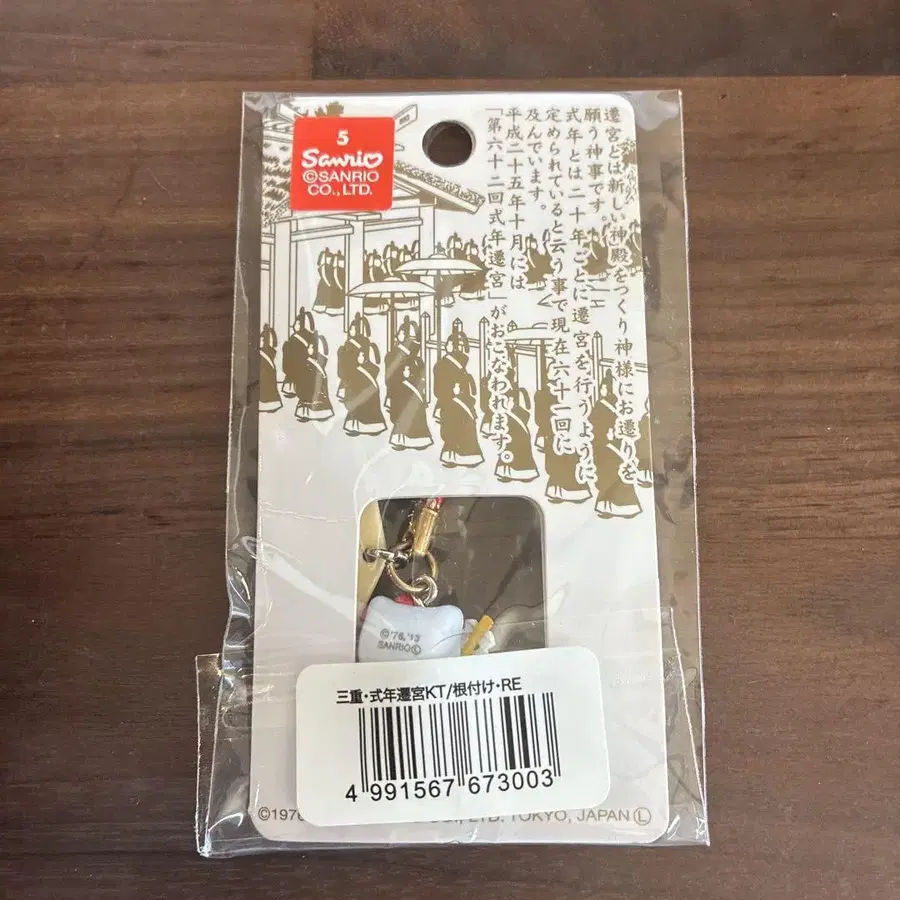 5
Sanrio
©SANRIO
CO., LTD.
遷宮とは新しい神殿をつくり神様にお遷りを
願う神事です。
式年とは二十年ごとに遷宮を行うように
定められていると云う事で現在六十一回に
及んでいます。
平成二十五年十月には
「第六十二回式年遷宮」がおこなわれます。
©'76,'13
SANRIO Ⓛ
三重・式年遷宮KT/根付け・RE
4 991567 673003
LTD. TOKYO, JAPAN Ⓛ